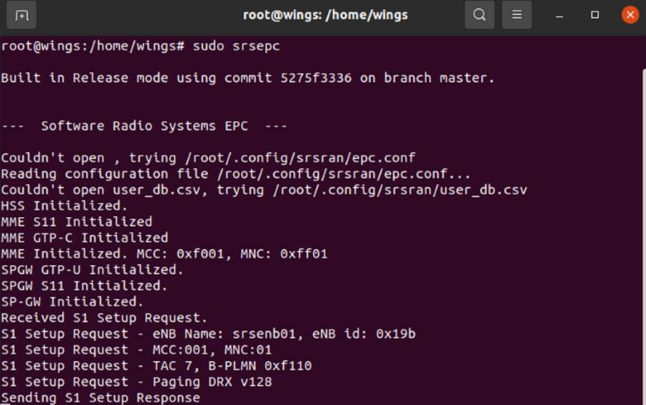 root@wings: /home/wings
root@wings:/home/wings# sudo srsepc
Built in Release mode using commit 5275f3336 on branch master.
--- Software Radio Systems EPC ---
Couldn't open , trying /root/.config/srsran/epc.conf
Reading configuration file /root/.config/srsran/epc.conf...
Couldn't open user_db.csv, trying /root/.config/srsran/user_db.csv
HSS Initialized.
MME S11 Initialized
MME GTP-C Initialized
MME Initialized. MCC: 0xf001, MNC: 0xff01
SPGW GTP-U Initialized.
SPGW S11 Initialized.
SP-GW Initialized.
Received S1 Setup Request.
S1 Setup Request - eNB Name: srsenb01, eNB id: 0x19b
S1 Setup Request - MCC:001, MNC:01
S1 Setup Request - TAC 7, B-PLMN 0xf110
S1 Setup Request - Paging DRX v128
Sending S1 Setup Response